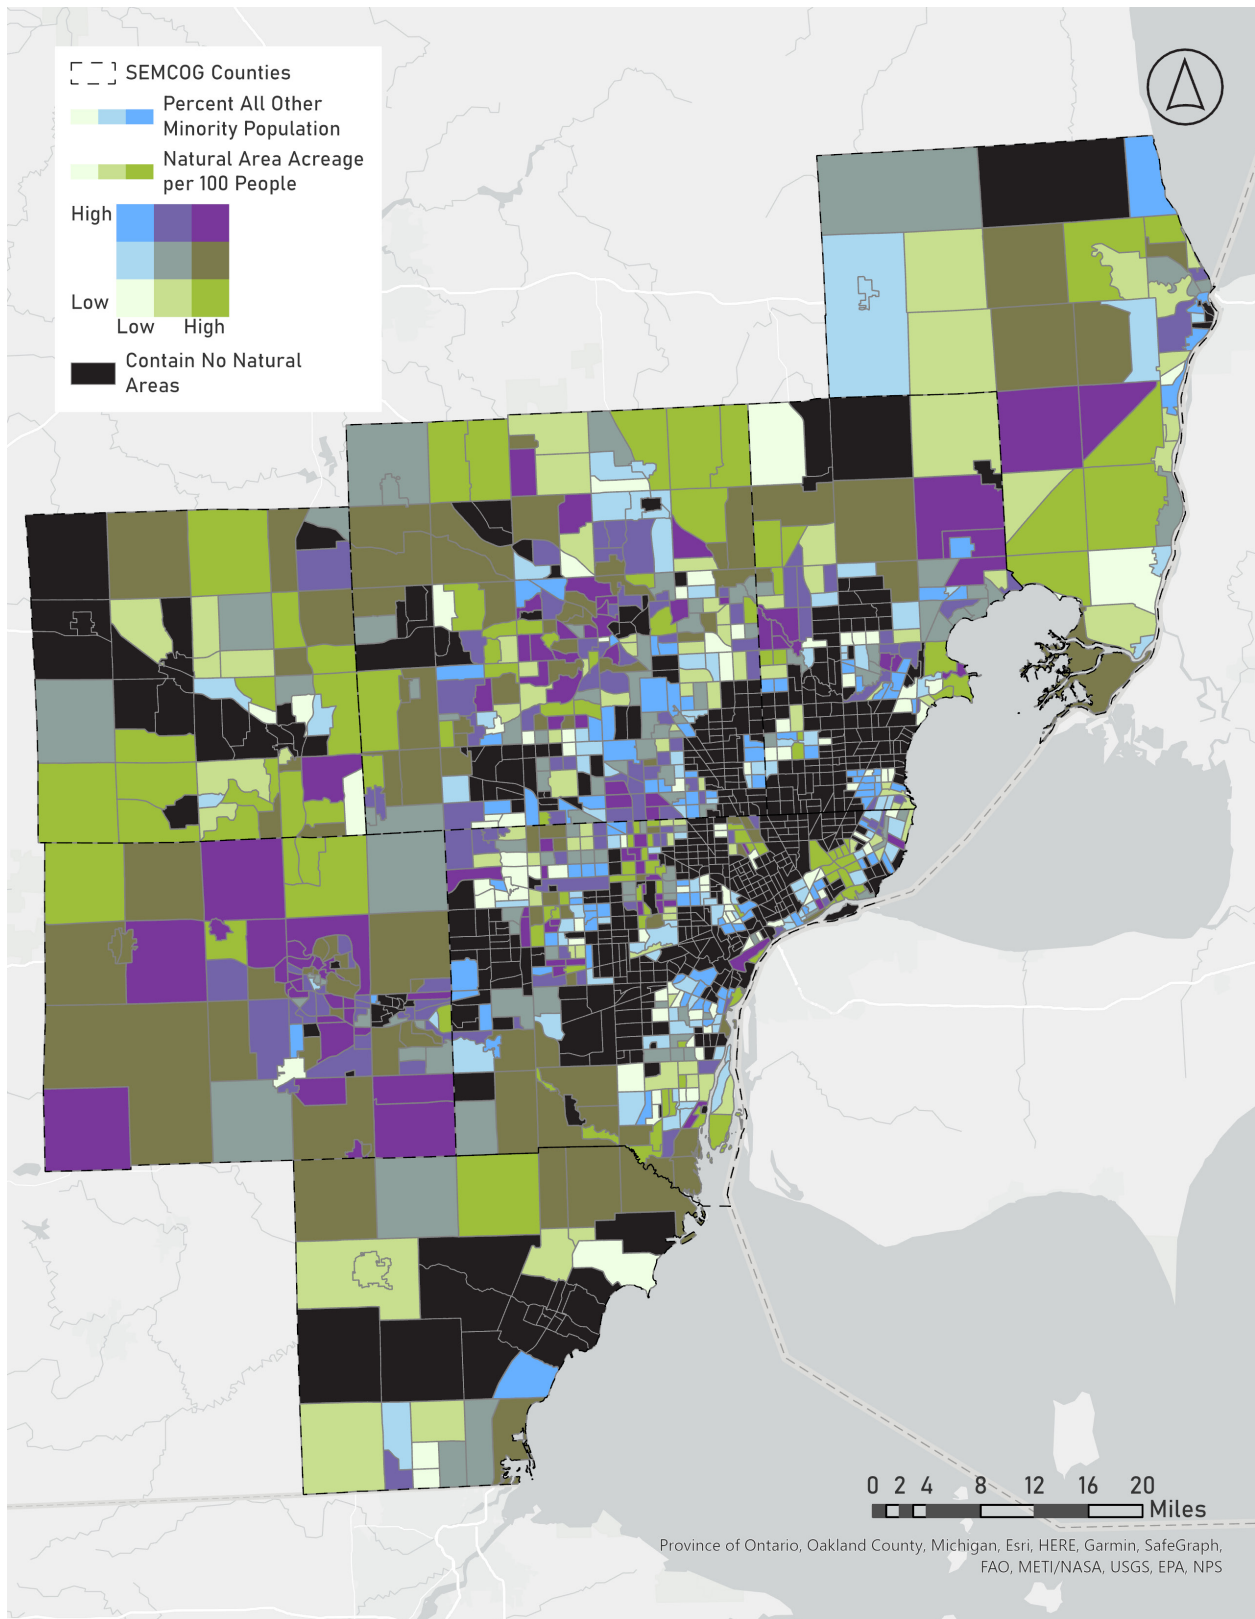 SEMCOG Counties
Percent All Other
Minority Population
Natural Area Acreage
per 100 People
High
Low
Low High
Contain No Natural
Areas
0 2 4 8 12 16 20
Miles
Province of Ontario, Oakland County, Michigan, Esri, HERE, Garmin, SafeGraph,
FAO, METI/NASA, USGS, EPA, NPS